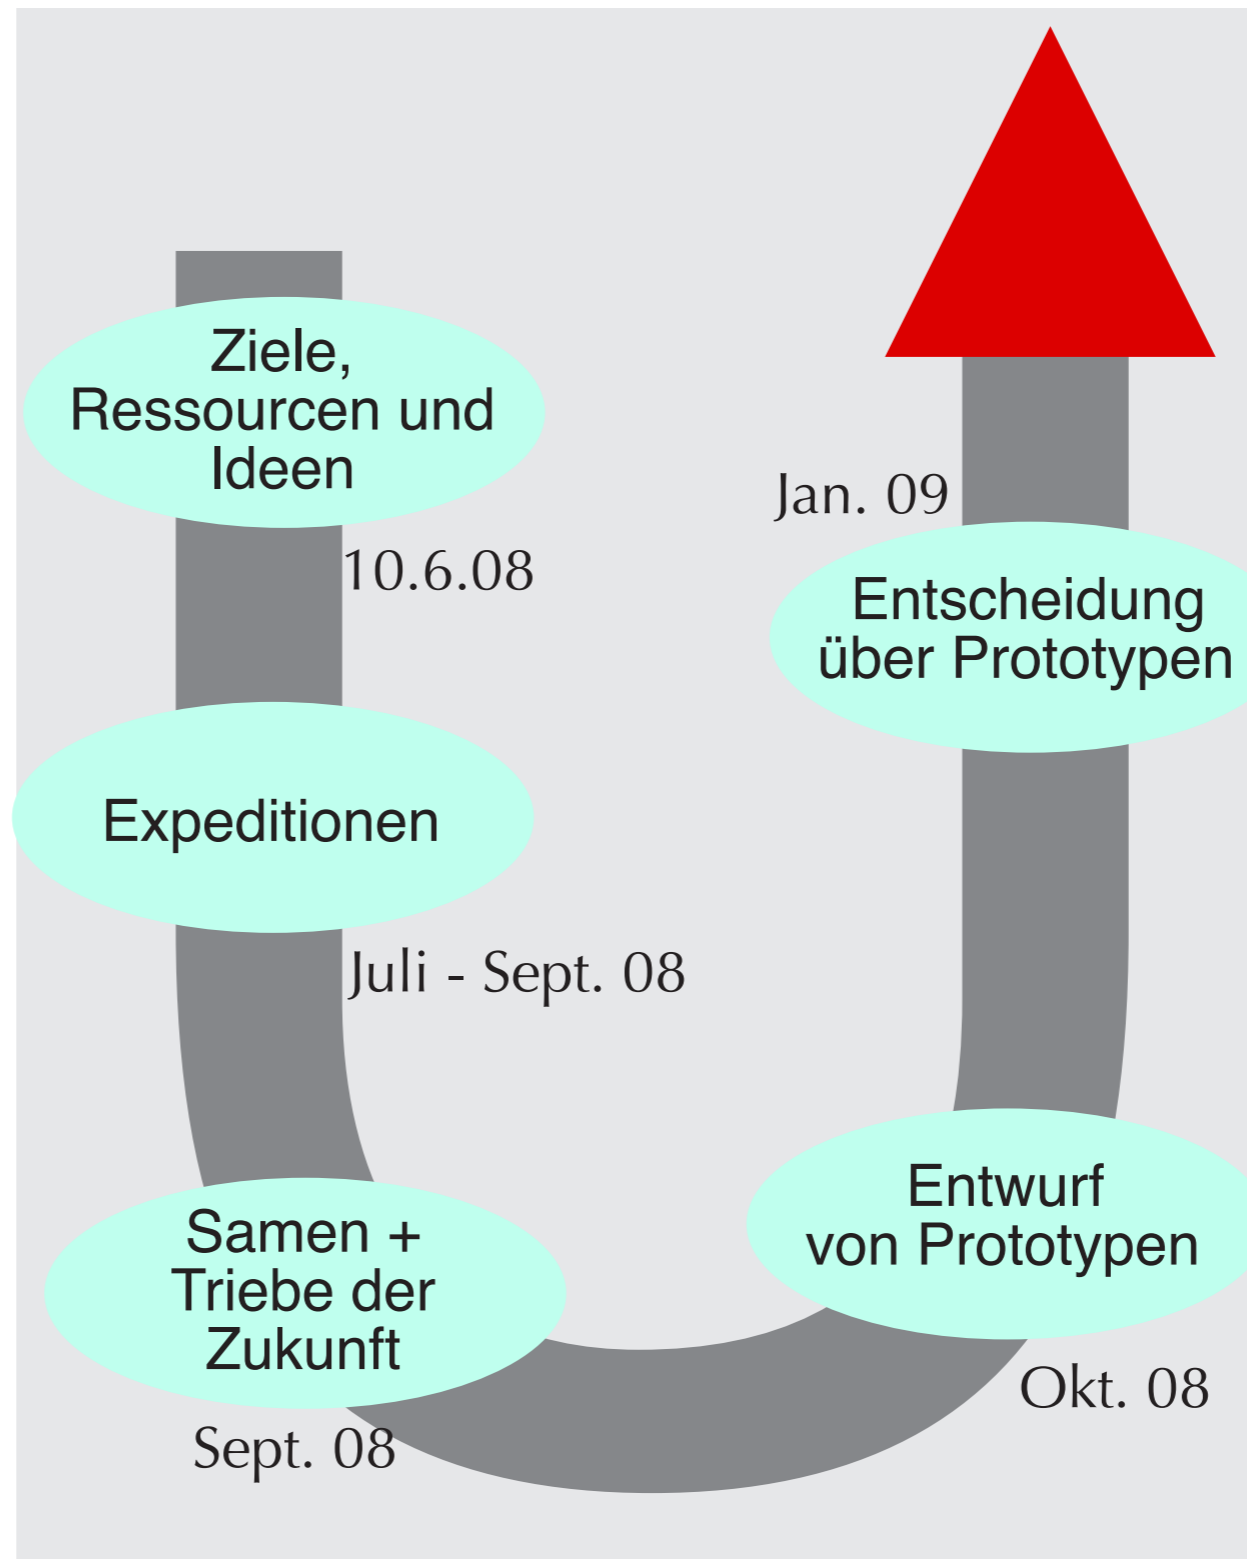 Ziele,
Ressourcen und
Ideen
10.6.08
Expeditionen
Juli - Sept. 08
Samen +
Triebe der
Zukunft
Sept. 08
Entwurf
von Prototypen
Okt. 08
Jan. 09
Entscheidung
über Prototypen